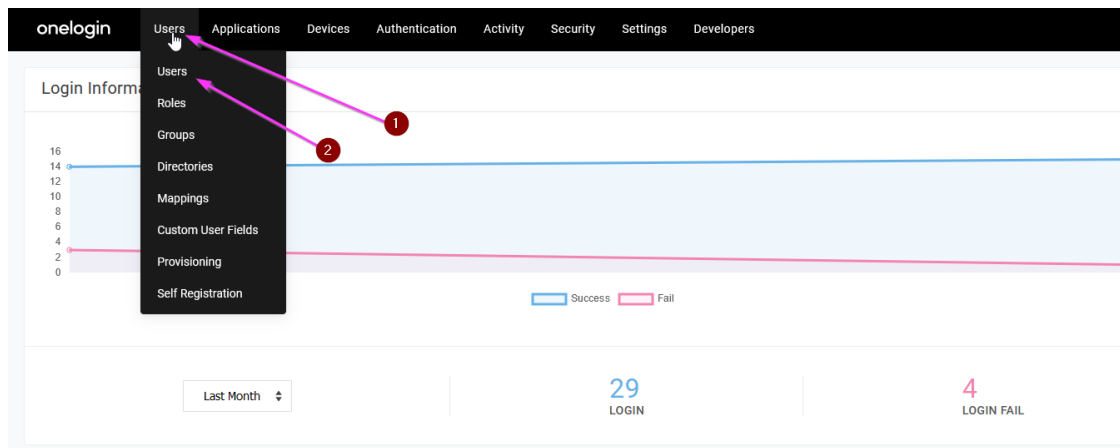 onelogin Users Applications Devices Authentication Activity Security Settings Developers
Users
Login Informa
Roles
1
Groups
2
16
14
Directories
12
10
Mappings
8
6
Custom User Fields
4
2
Provisioning
0
Self Registration
Success Fail
Last Month
29
LOGIN
4
LOGIN FAIL